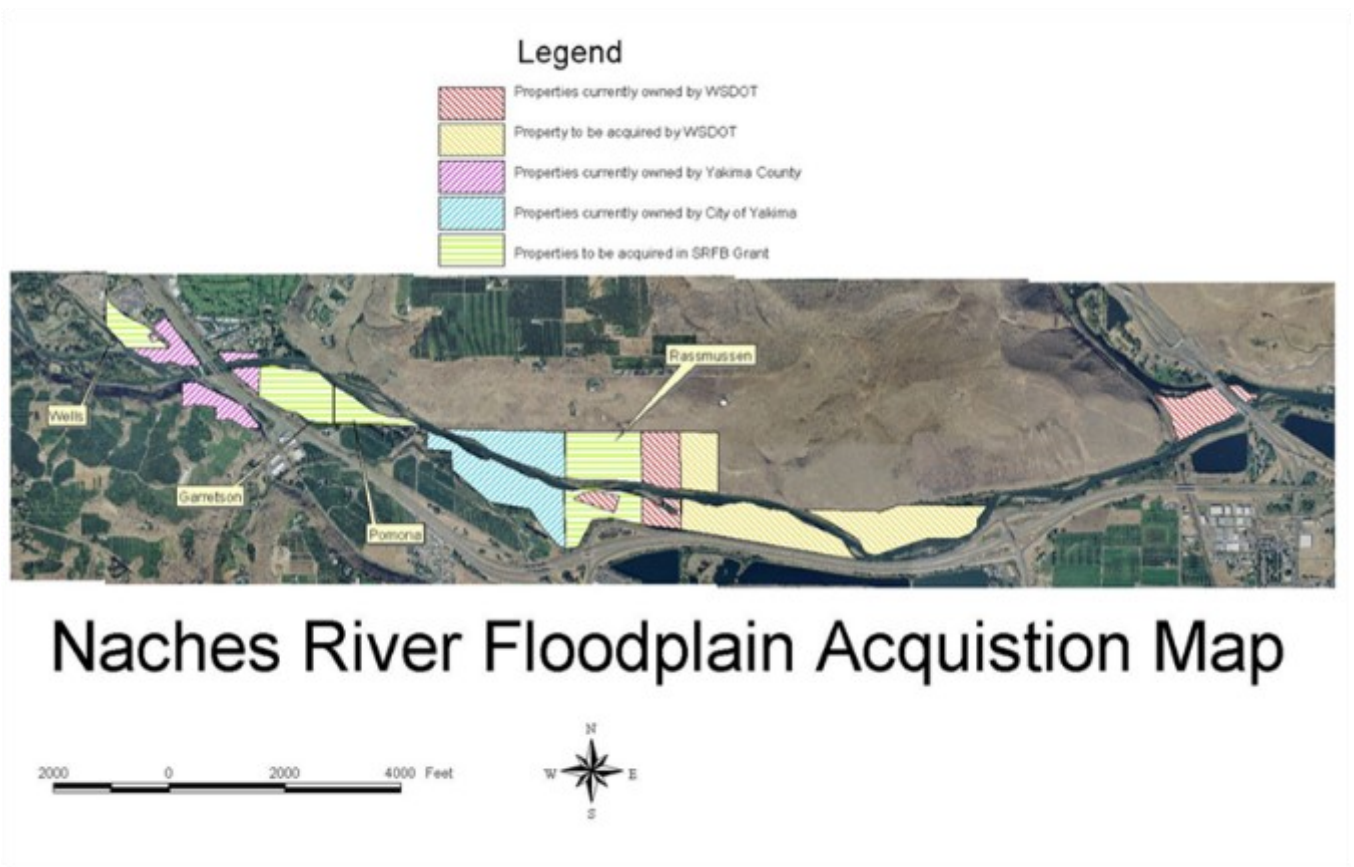 Legend
Properties currently owned by WSDOT
Property to be acquired by WSDOT
Properties currently owned by Yakima County
Properties currently owned by City of Yakima
Properties to be acquired in SRFB Grant
Rassmussen
Wells
Garretson
Pomona
Naches River Floodplain Acquistion Map
N
2000 0 2000 4000 Feet
W E
S